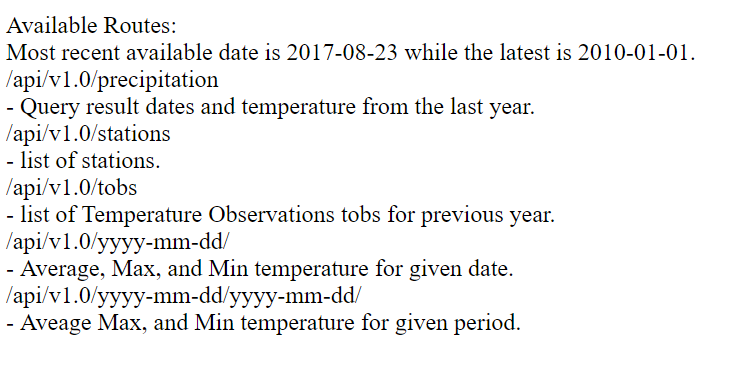 Available Routes:
Most recent available date is 2017-08-23 while the latest is 2010-01-01.
/api/v1.0/precipitation
- Query result dates and temperature from the last year.
/api/v1.0/stations
- list of stations.
/api/v1.0/tobs
- list of Temperature Observations tobs for previous year.
/api/v1.0/yyyy-mm-dd/
- Average, Max, and Min temperature for given date.
/api/v1.0/yyyy-mm-dd/yyyy-mm-dd/
- Aveage Max, and Min temperature for given period.